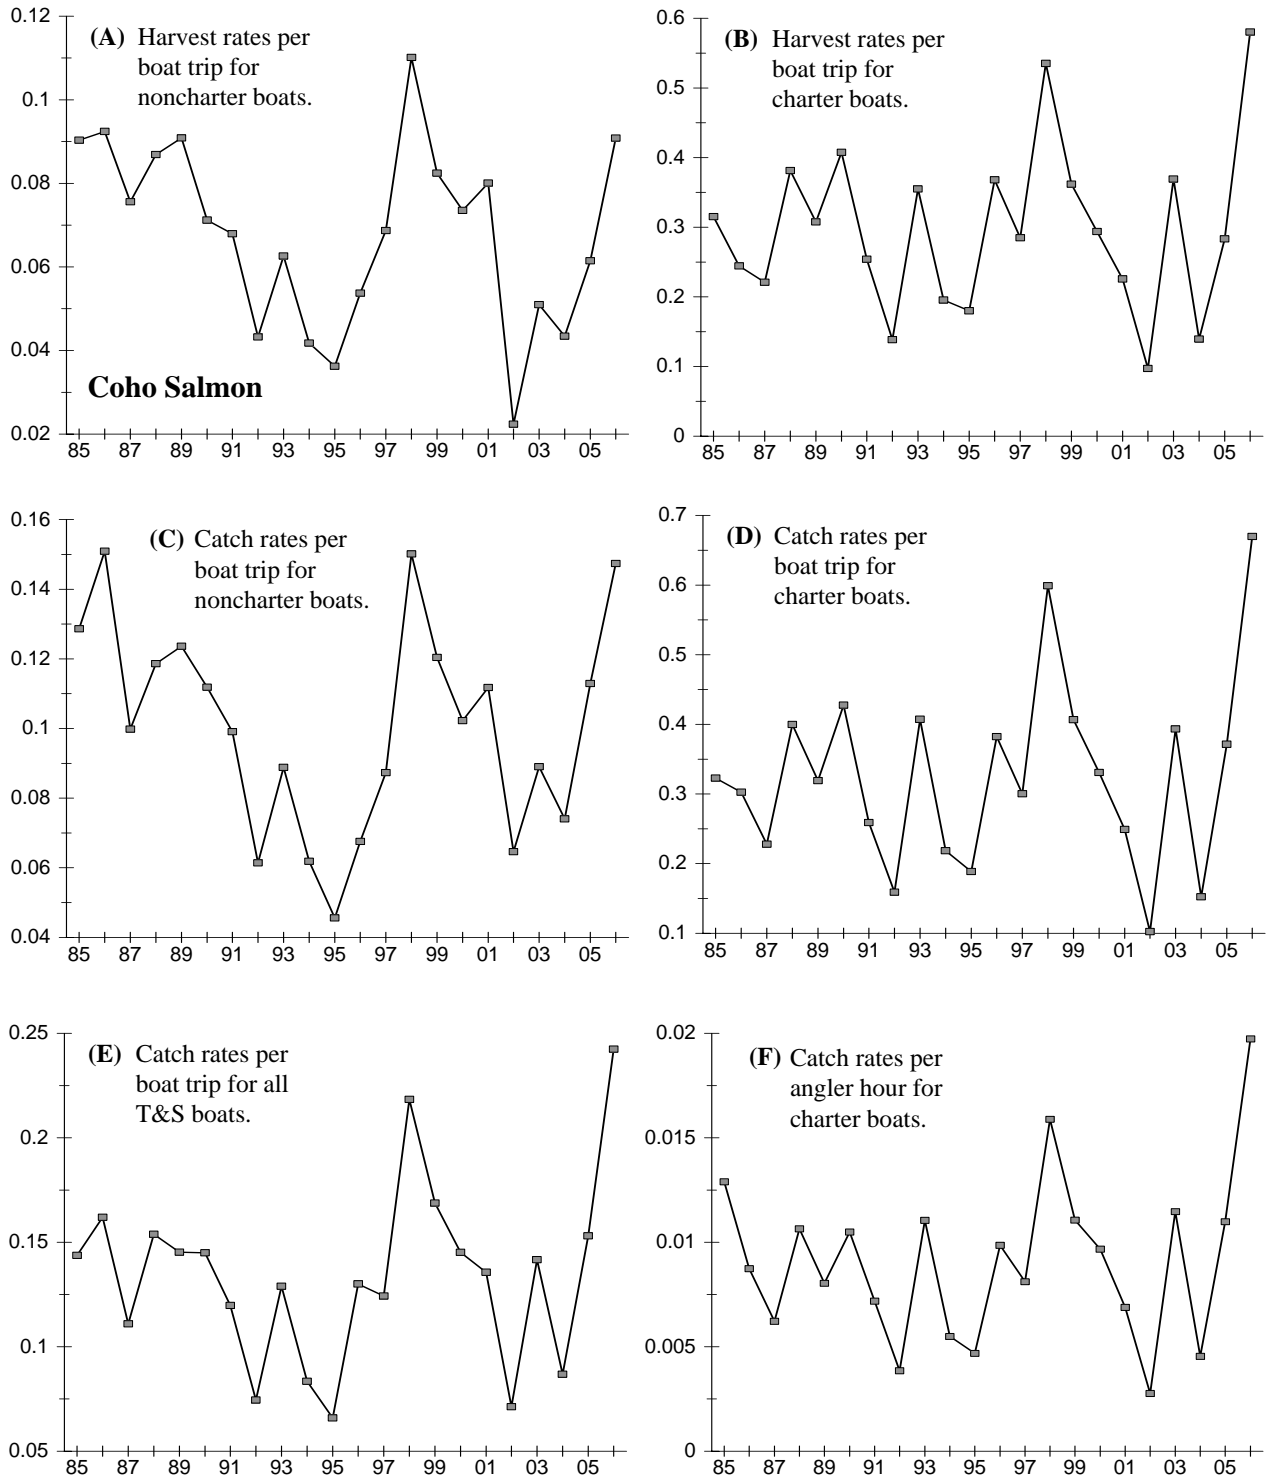 (A) Harvest rates per
boat trip for
noncharter boats.
0.12
0.1
0.08
0.06
0.04
0.02
Coho Salmon
85 87 89 91 93 95 97 99 01 03 05
(B) Harvest rates per
boat trip for
charter boats.
0.6
0.5
0.4
0.3
0.2
0.1
0
85 87 89 91 93 95 97 99 01 03 05
(C) Catch rates per
boat trip for
noncharter boats.
0.16
0.14
0.12
0.1
0.08
0.06
0.04
85 87 89 91 93 95 97 99 01 03 05
(D) Catch rates per
boat trip for
charter boats.
0.7
0.6
0.5
0.4
0.3
0.2
0.1
85 87 89 91 93 95 97 99 01 03 05
(E) Catch rates per
boat trip for all
T&S boats.
0.25
0.2
0.15
0.1
0.05
85 87 89 91 93 95 97 99 01 03 05
(F) Catch rates per
angler hour for
charter boats.
0.02
0.015
0.01
0.005
0
85 87 89 91 93 95 97 99 01 03 05